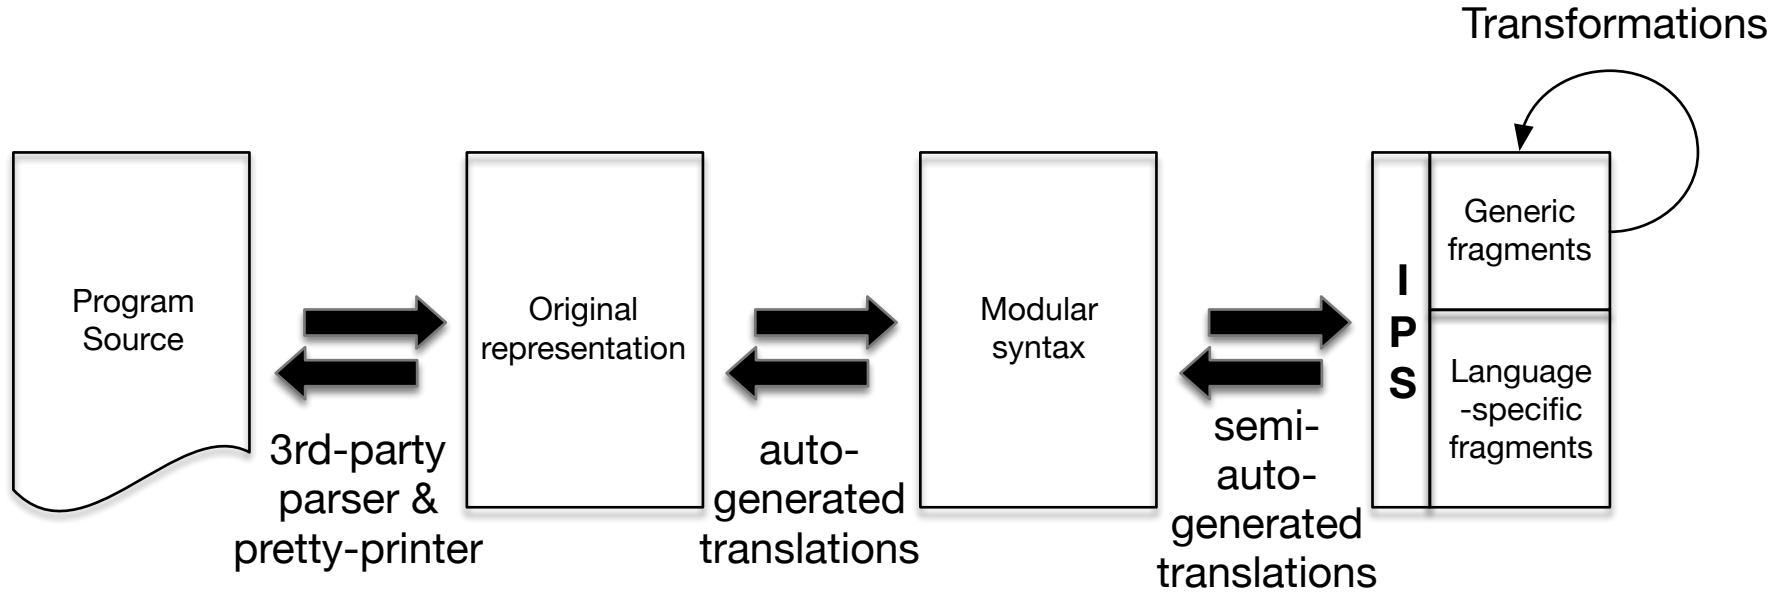 Transformations
Program
Source
3rd-party
parser &
pretty-printer
Original
representation
auto-
generated
translations
Modular
syntax
semi-
auto-
generated
translations
I
P
S
Generic
fragments
Language
-specific
fragments